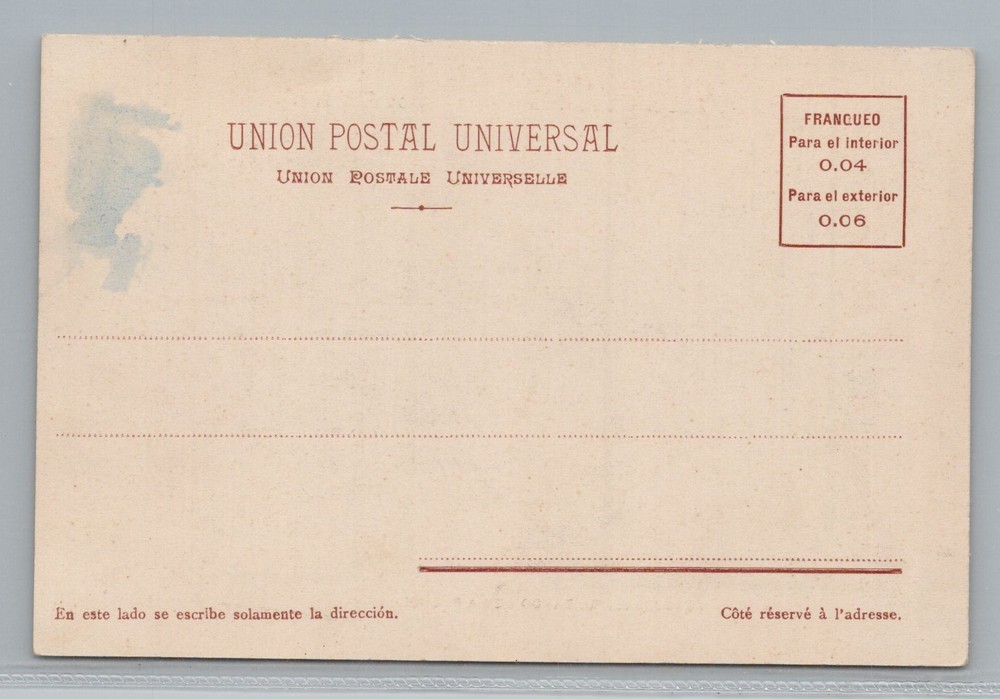 UNION POSTAL UNIVERSAL
UNION POSTALE UNIVERSELLE
FRANQUEO
Para el interior
0.04
Para el exterior
0.06
En este lado se escribe solamente la dirección.
Côté réservé à l'adresse.